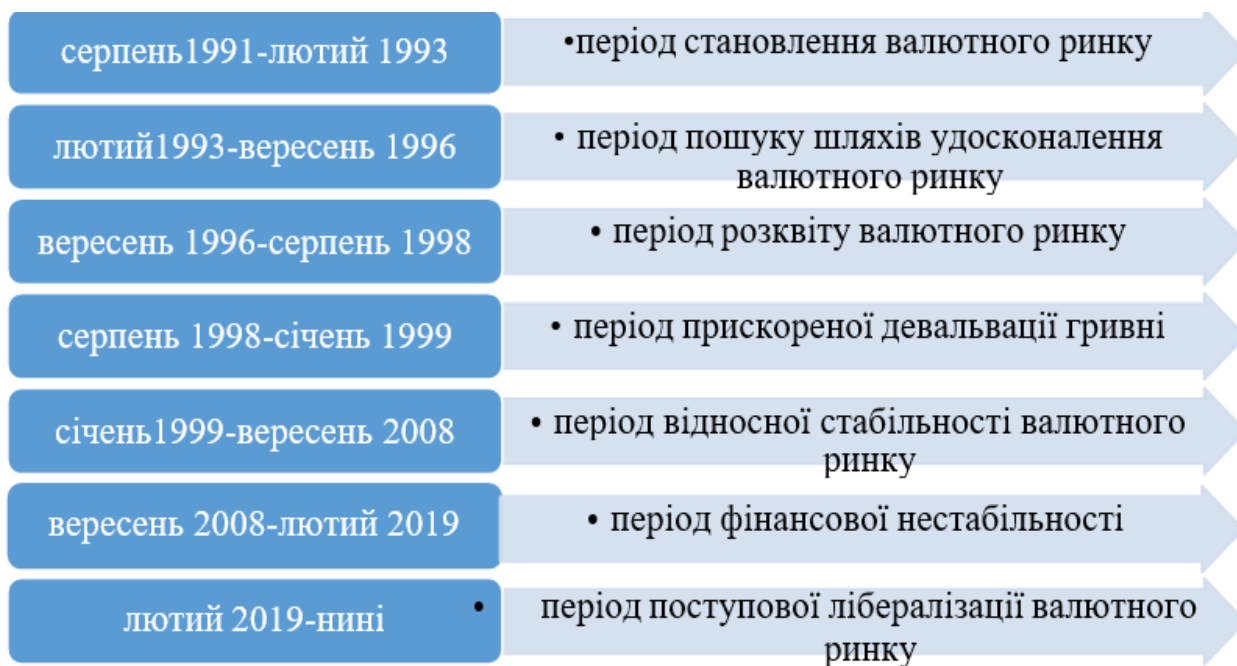 серпень1991-лютий 1993
•період становлення валютного ринку
лютий1993-вересень 1996
• період пошуку шляхів удосконалення
валютного ринку
вересень 1996-серпень 1998
• період розквіту валютного ринку
серпень 1998-січень 1999
• період прискореної девальвації гривні
січень1999-вересень 2008
• період відносної стабільності валютного
ринку
вересень 2008-лютий 2019
• період фінансової нестабільності
лютий 2019-нині
• період поступової лібералізації валютного
ринку